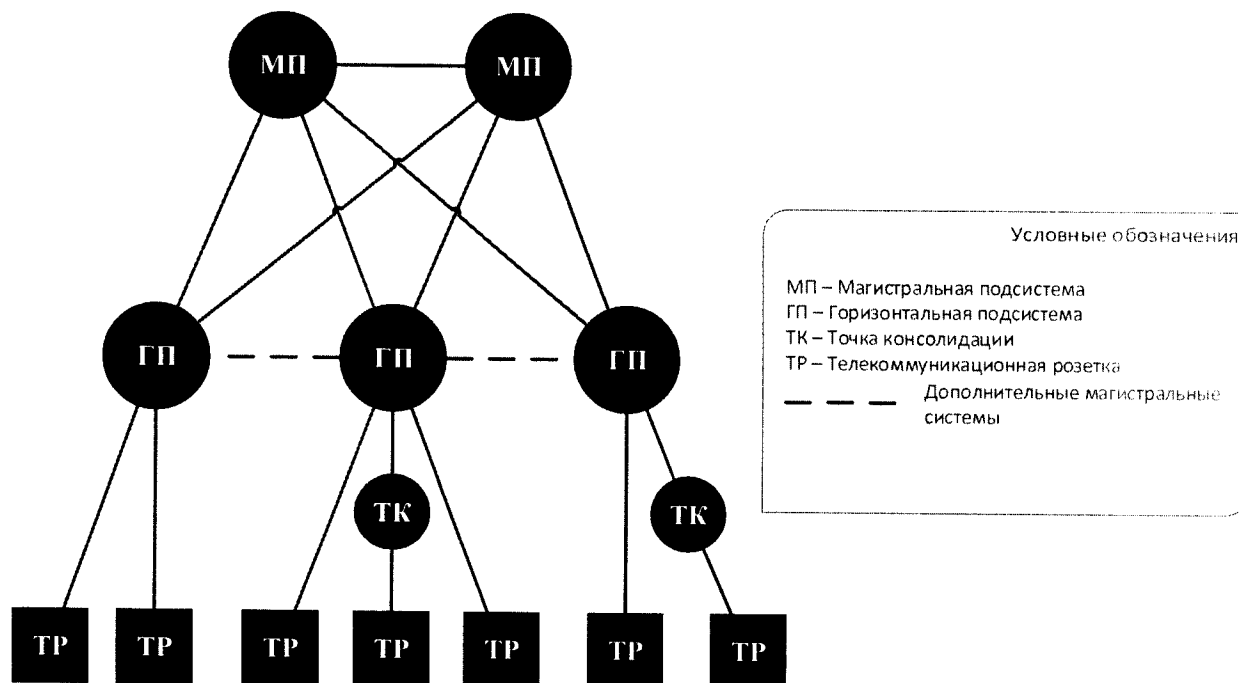 МП МП
Условные обозначения
МП – Магистральная подсистема
ГП – Горизонтальная подсистема
ТК – Точка консолидации
ТР – Телекоммуникационная розетка
Дополнительные магистральные
системы
ГП ГП ГП
ТК ТК
ТР ТР ТР ТР ТР ТР ТР